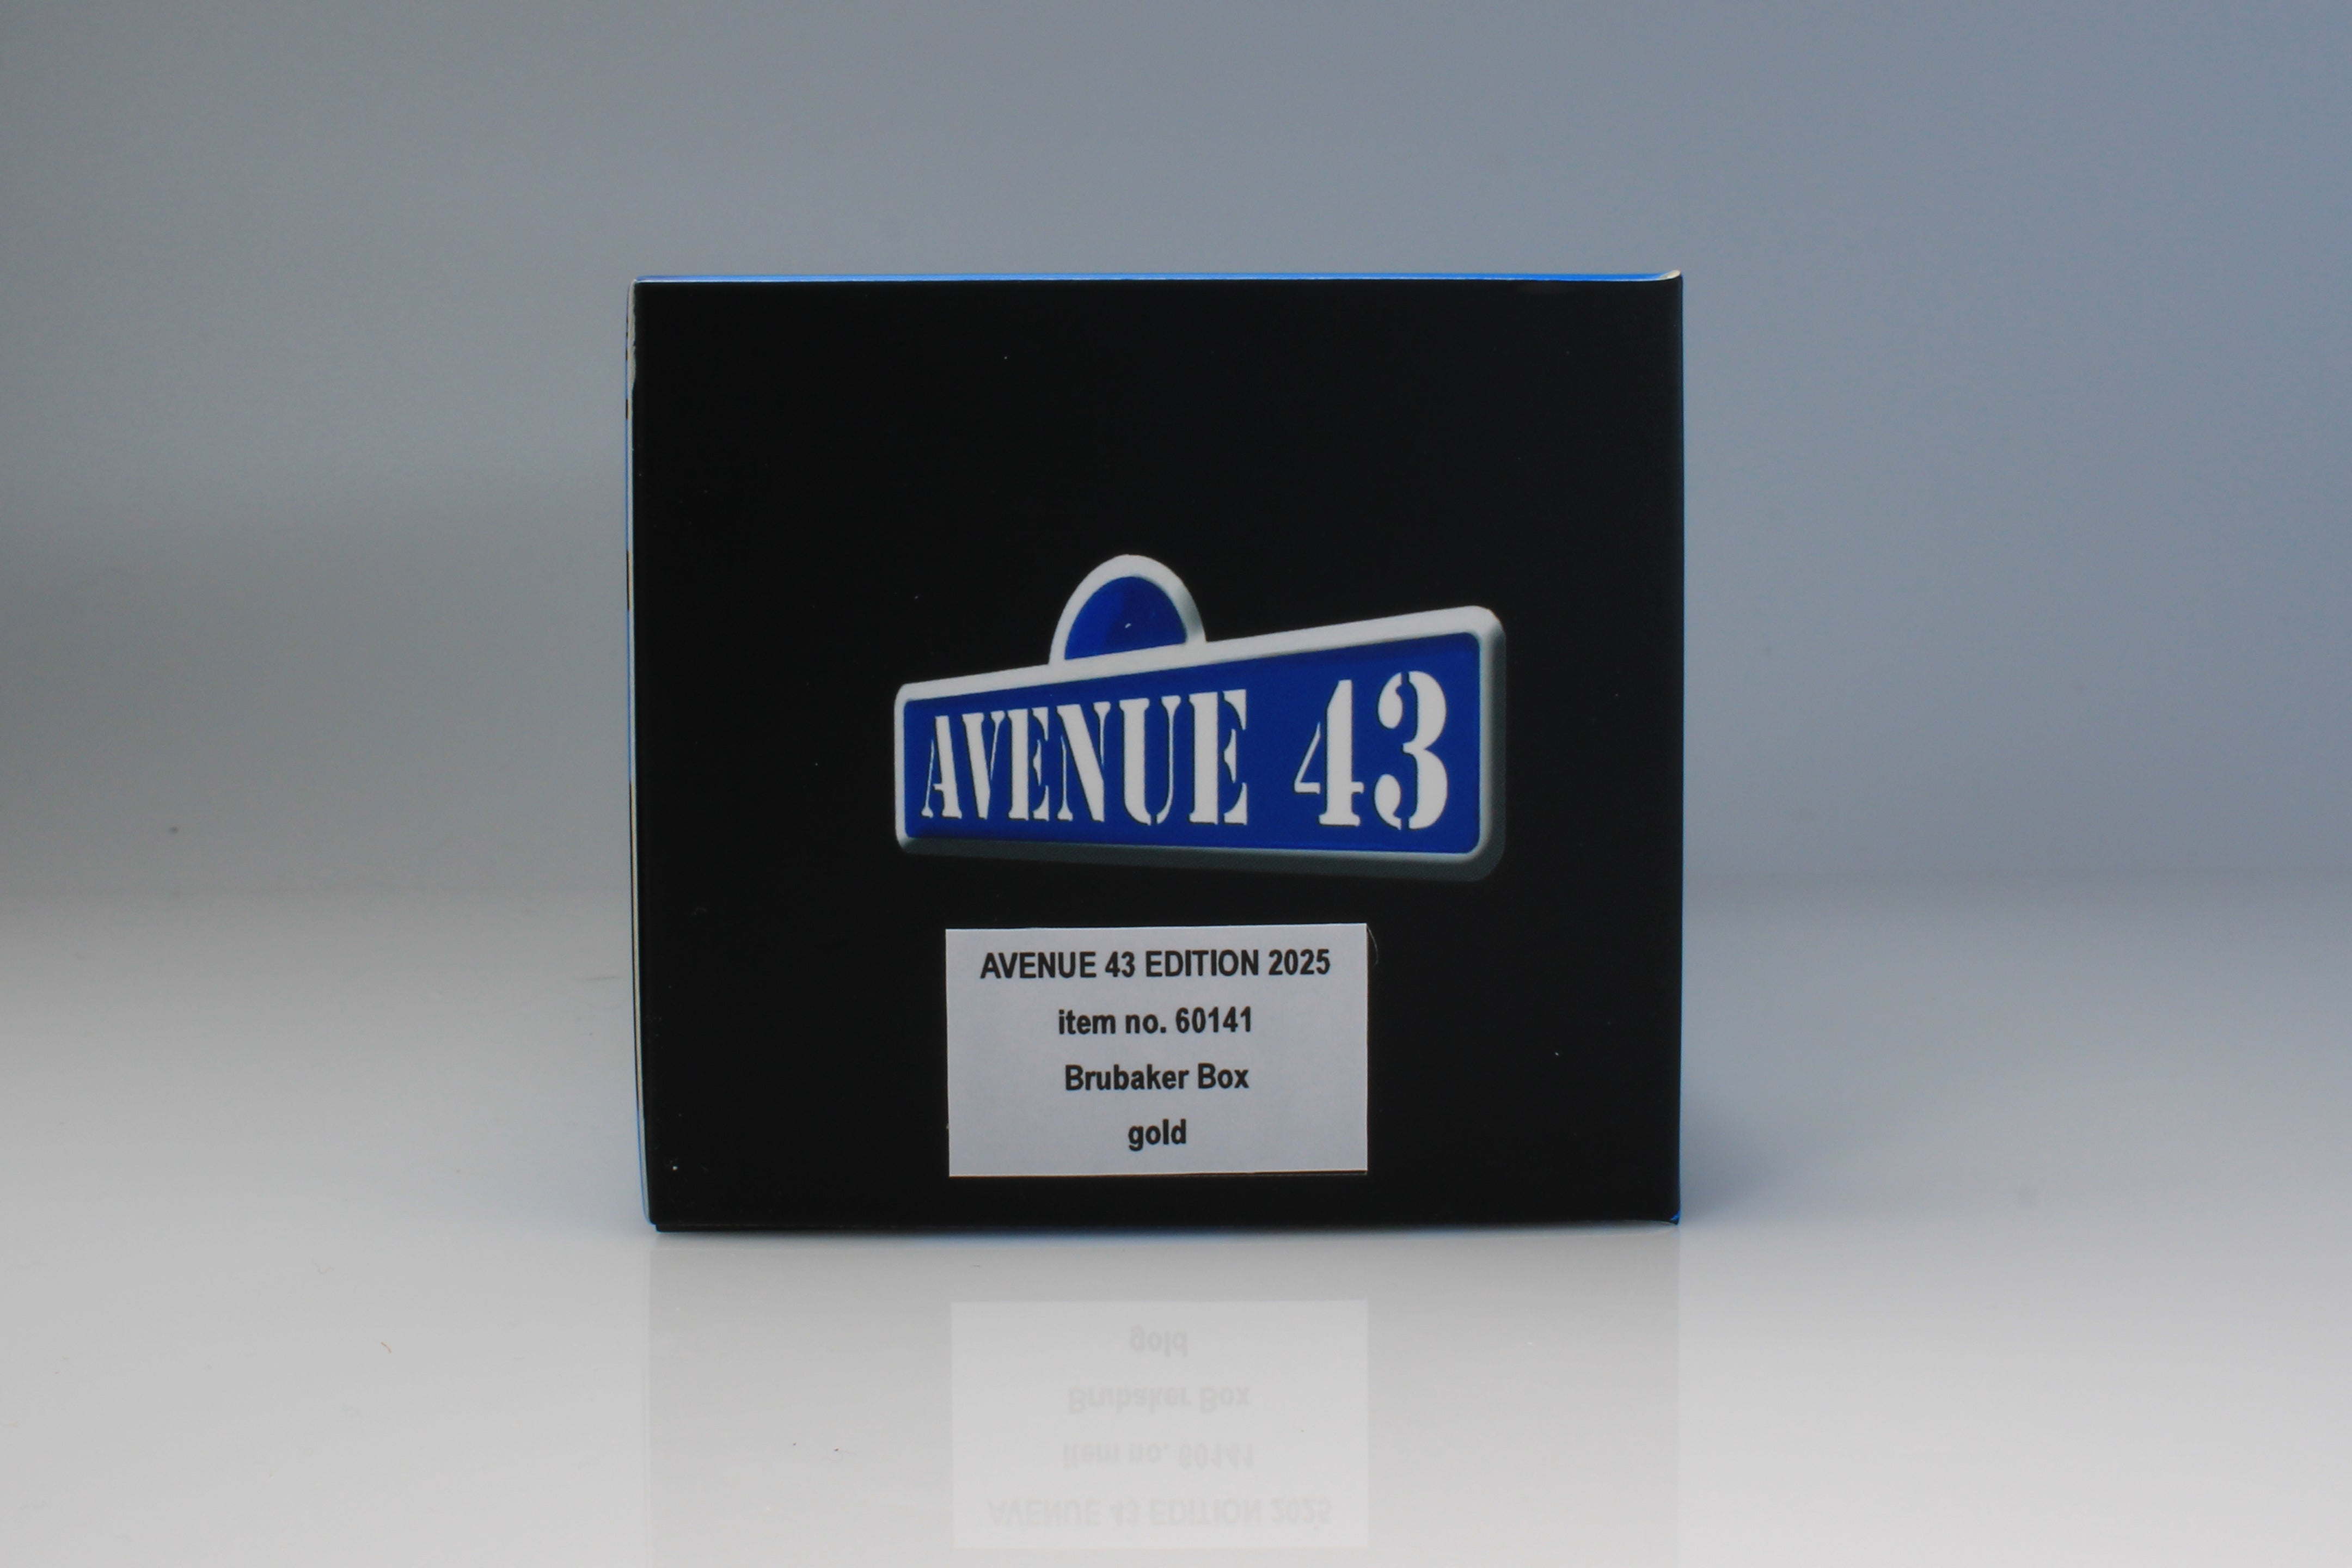 AVENUE 43
AVENUE 43 EDITION 2025
item no. 60141
Brubaker Box
gold